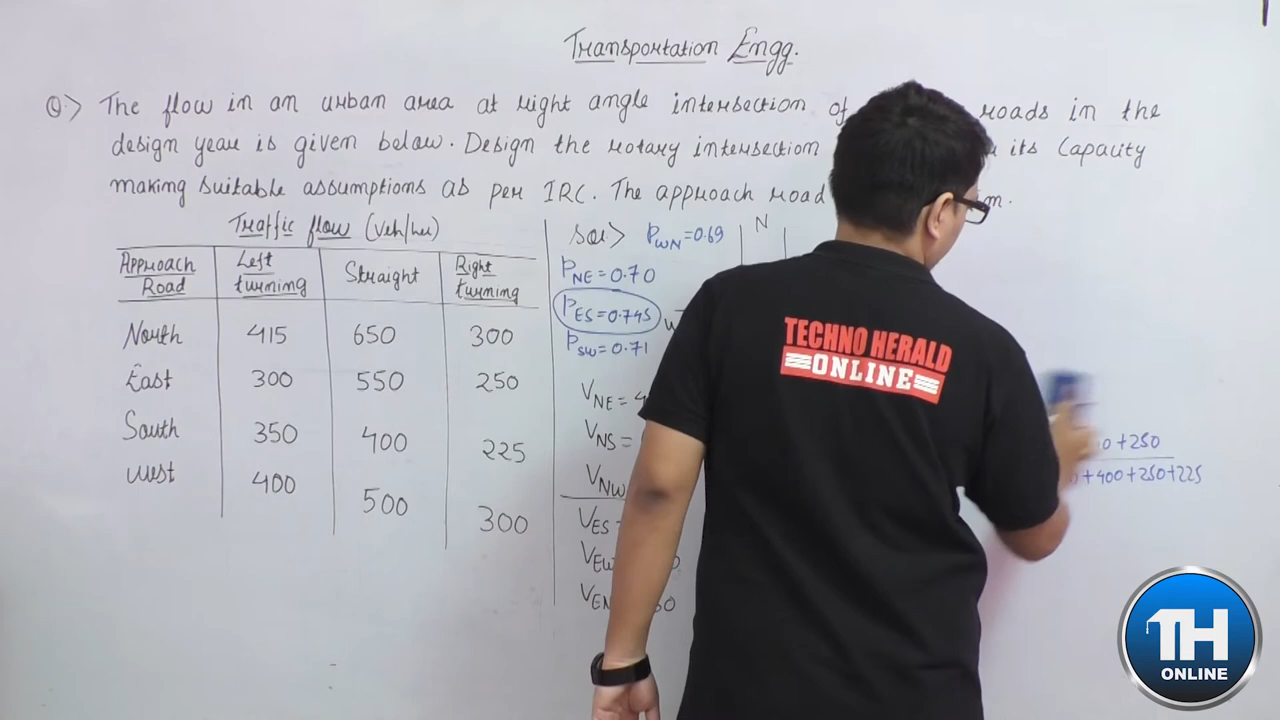 Transportation Engg.
Q.> The flow in an urban area at right angle intersection of roads in the
design year is given below. Design the rotary intersection its Capacity
making suitable assumptions as per IRC. The approach road
Traffic flow (Veh/hr)
Approach Road Left turning Straight Right turning
North 415 650 300
East 300 550 250
South 350 400 225
West 400 500 300
Sol> P_WN = 0.69
P_NE = 0.70
P_ES = 0.745
P_SW = 0.71
N
V_NE = 4
V_NS =
V_NW
V_ES
V_EW
V_EN
0 + 250
+ 400 + 250 + 225
TECHNO HERALD
ONLINE
TH
ONLINE